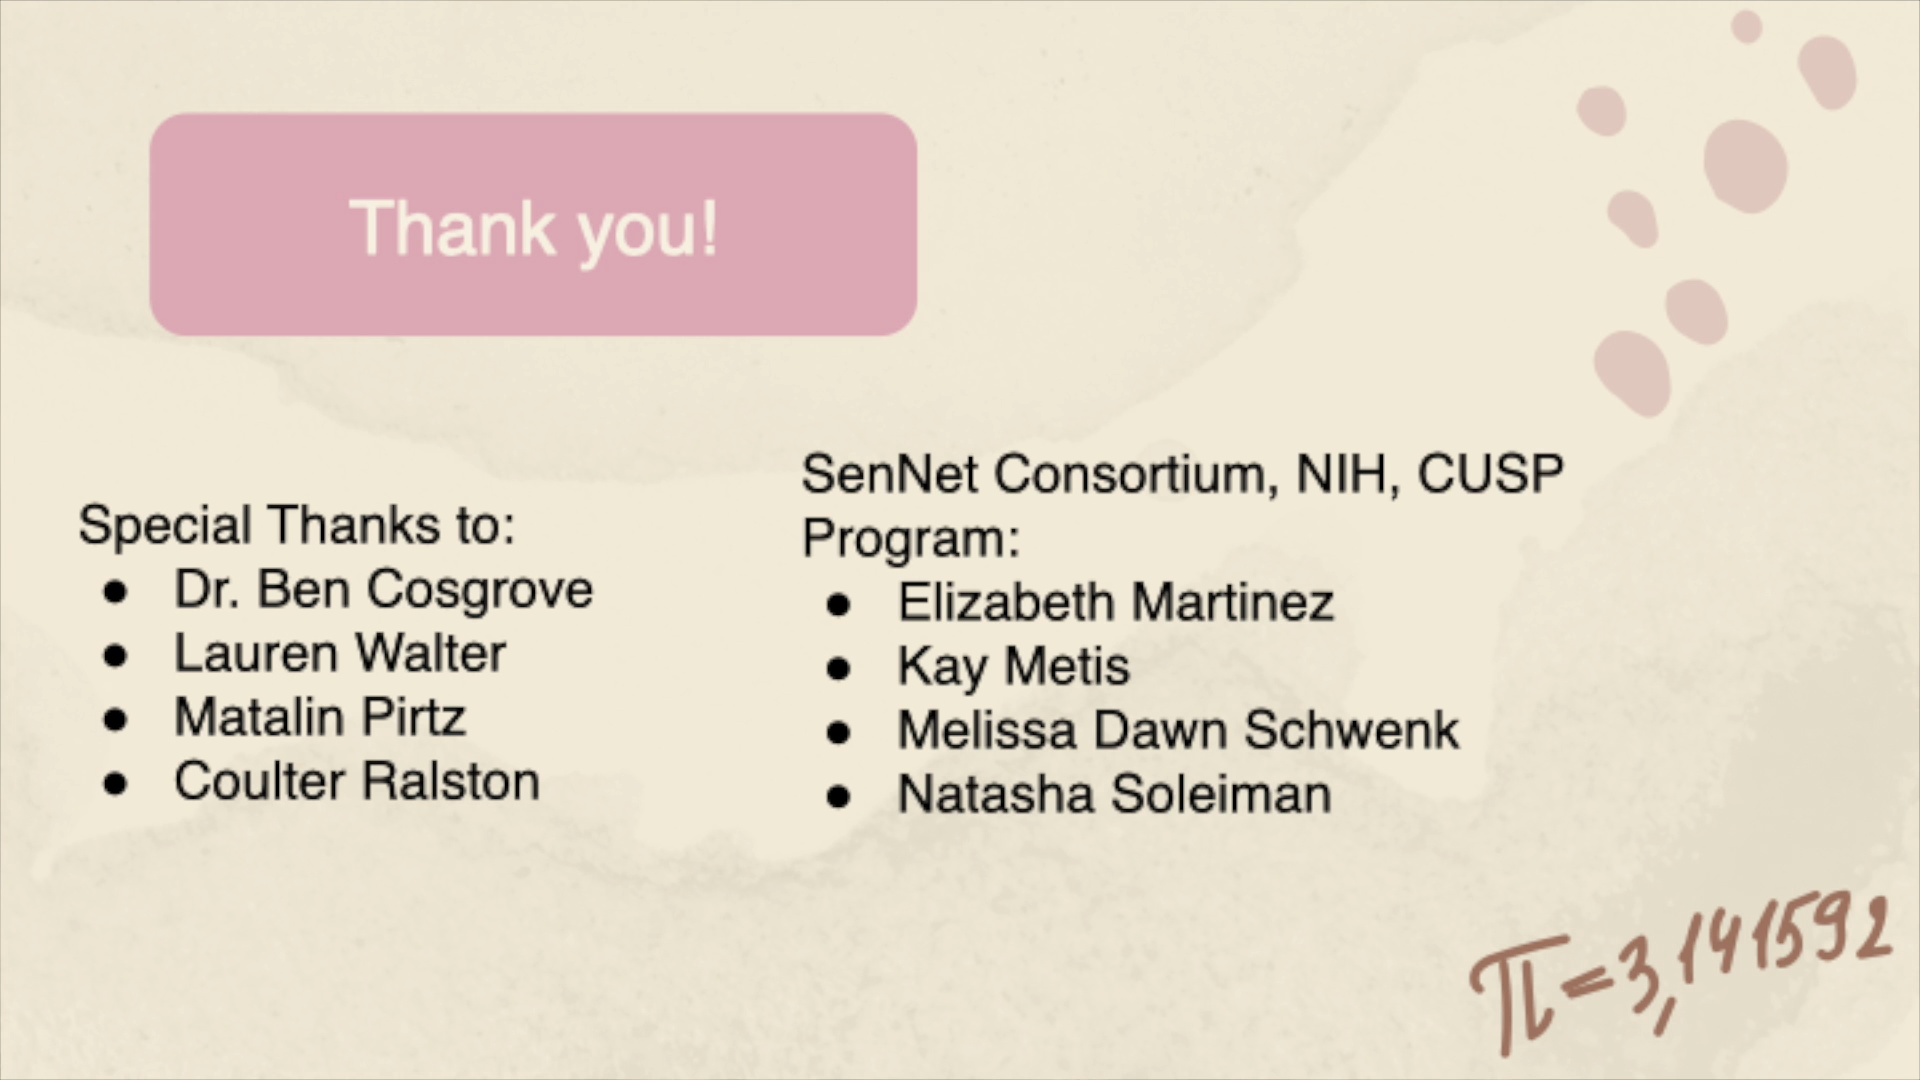 Thank you!
Special Thanks to:
● Dr. Ben Cosgrove
● Lauren Walter
● Matalin Pirtz
● Coulter Ralston
SenNet Consortium, NIH, CUSP
Program:
● Elizabeth Martinez
● Kay Metis
● Melissa Dawn Schwenk
● Natasha Soleiman
π=3,141592